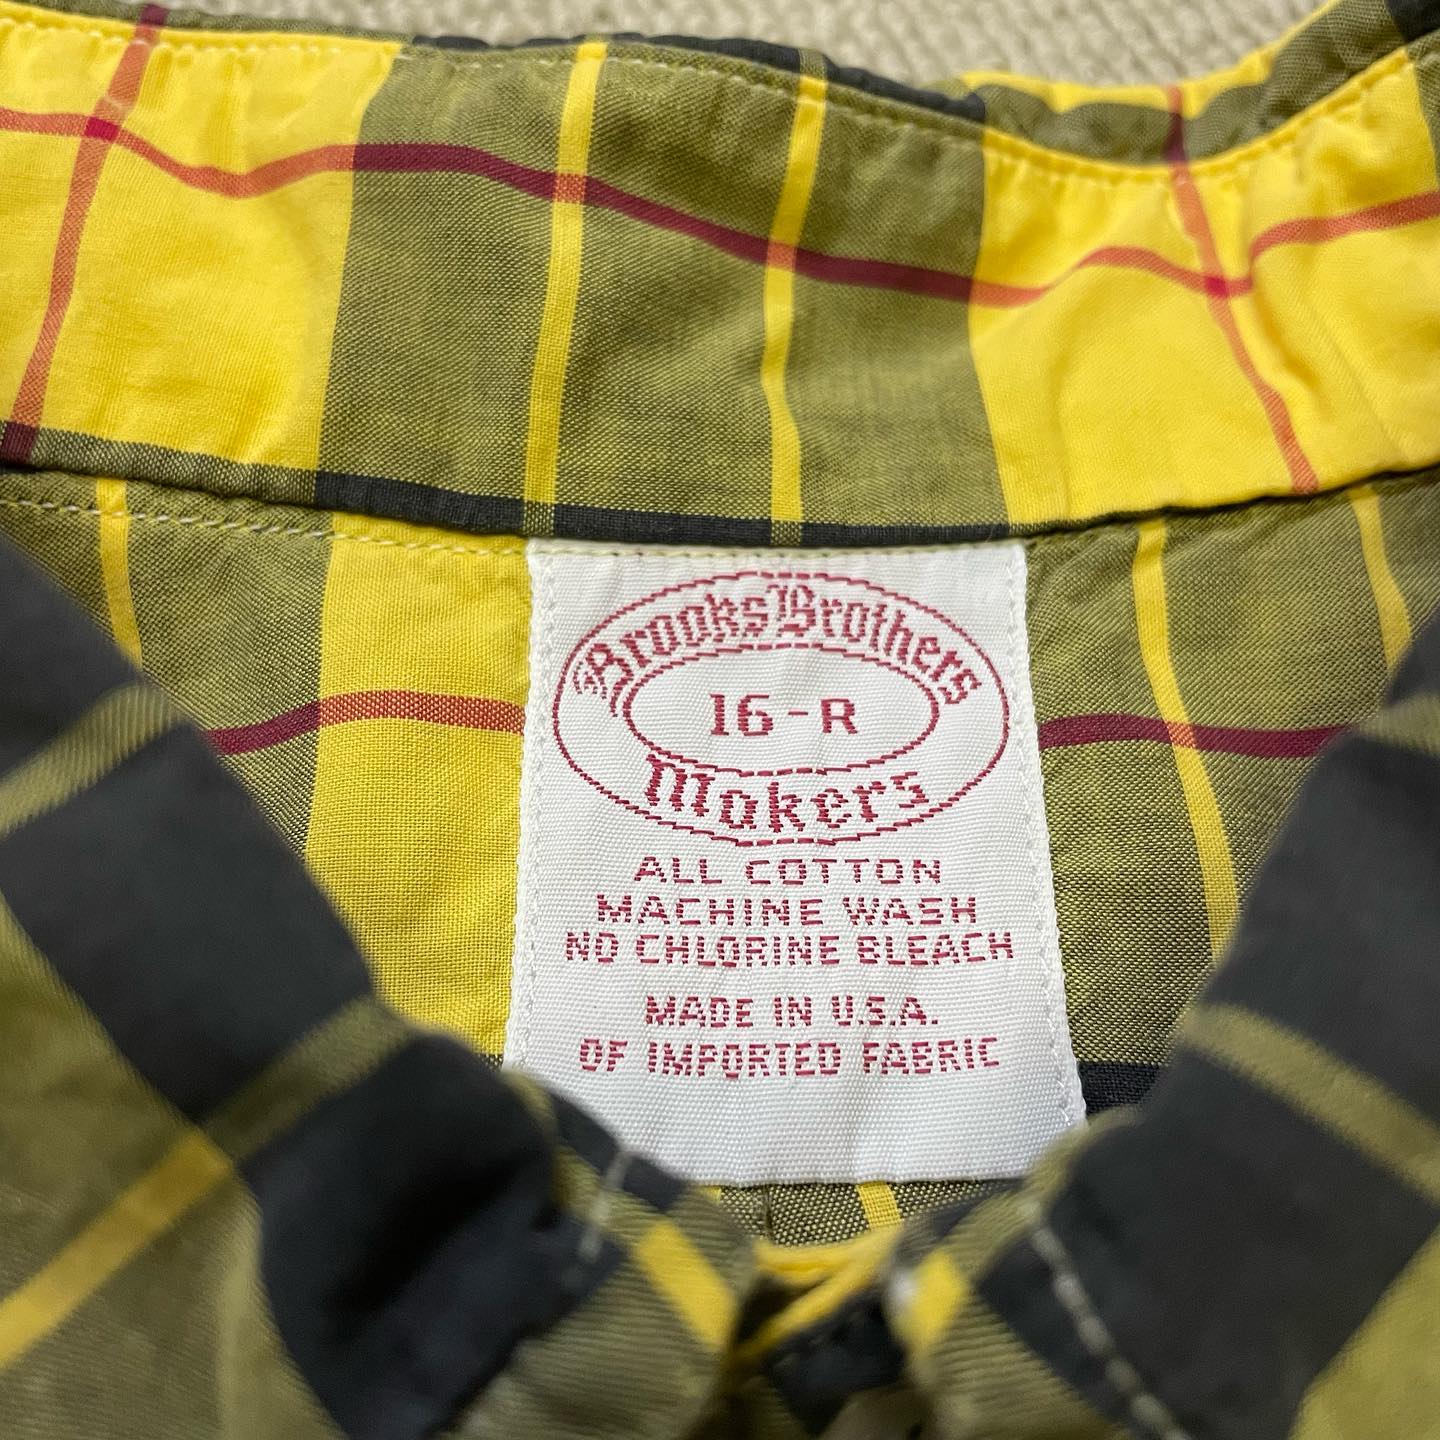 Brooks Brothers
16-R
Makers
ALL COTTON
MACHINE WASH
NO CHLORINE BLEACH
MADE IN U.S.A.
OF IMPORTED FABRIC